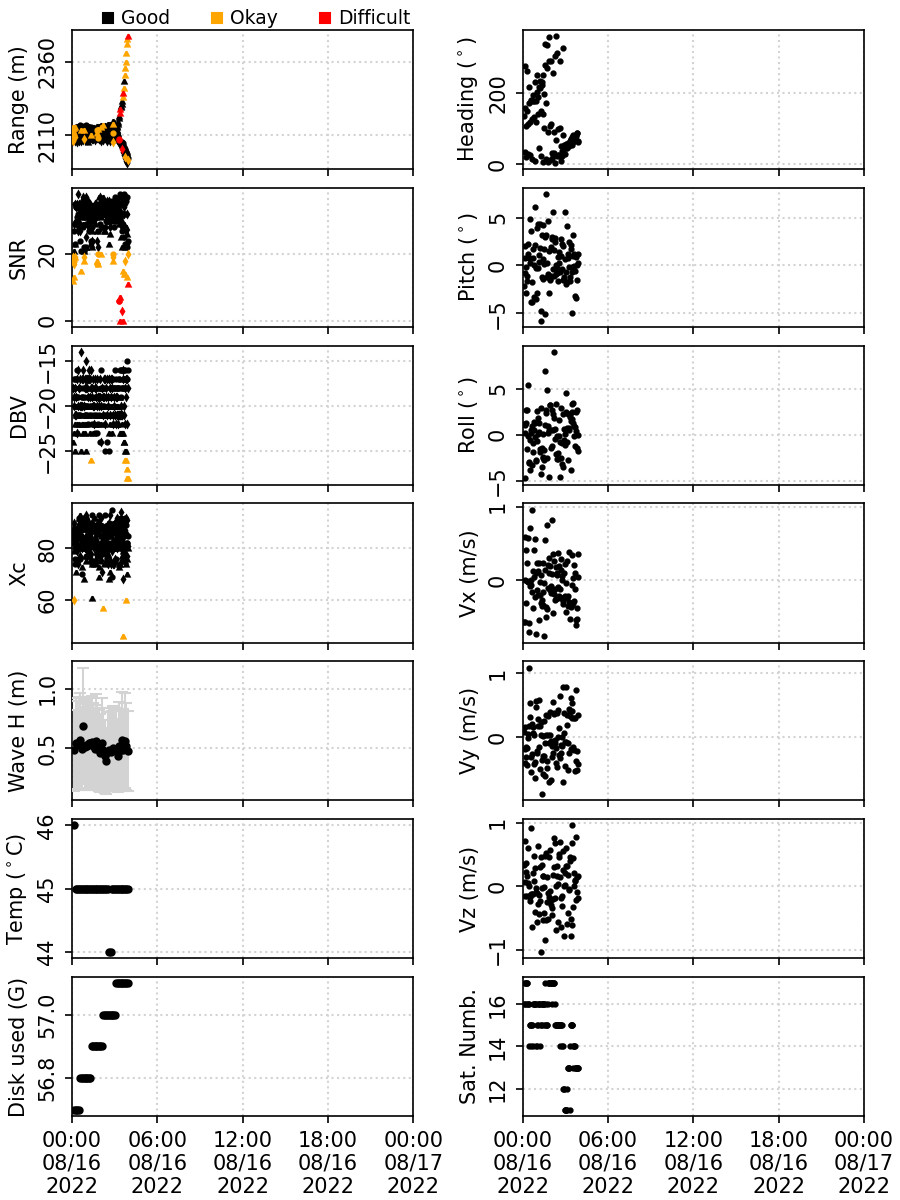 Good Okay Difficult
Range (m)
2360
2110
Heading (°)
200
0
SNR
20
0
Pitch (°)
5
0
−5
DBV
−15
−20
−25
Roll (°)
5
0
−5
Xc
80
60
Vx (m/s)
1
0
Wave H (m)
1.0
0.5
Vy (m/s)
1
0
Temp (°C)
46
45
44
Vz (m/s)
1
0
−1
Disk used (G)
57.0
56.8
Sat. Numb.
16
14
12
00:00 06:00 12:00 18:00 00:00
08/16 08/16 08/16 08/16 08/17
2022 2022 2022 2022 2022
00:00 06:00 12:00 18:00 00:00
08/16 08/16 08/16 08/16 08/17
2022 2022 2022 2022 2022